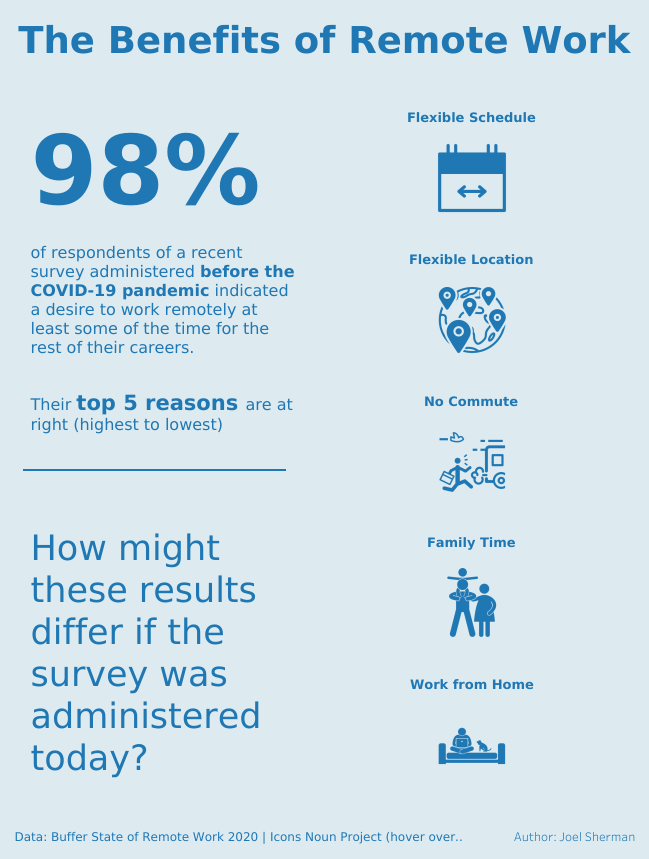 The Benefits of Remote Work
98%
of respondents of a recent
survey administered before the
COVID-19 pandemic indicated
a desire to work remotely at
least some of the time for the
rest of their careers.
Their top 5 reasons are at
right (highest to lowest)
How might
these results
differ if the
survey was
administered
today?
Flexible Schedule
Flexible Location
No Commute
Family Time
Work from Home
Data: Buffer State of Remote Work 2020 | Icons Noun Project (hover over..
Author: Joel Sherman